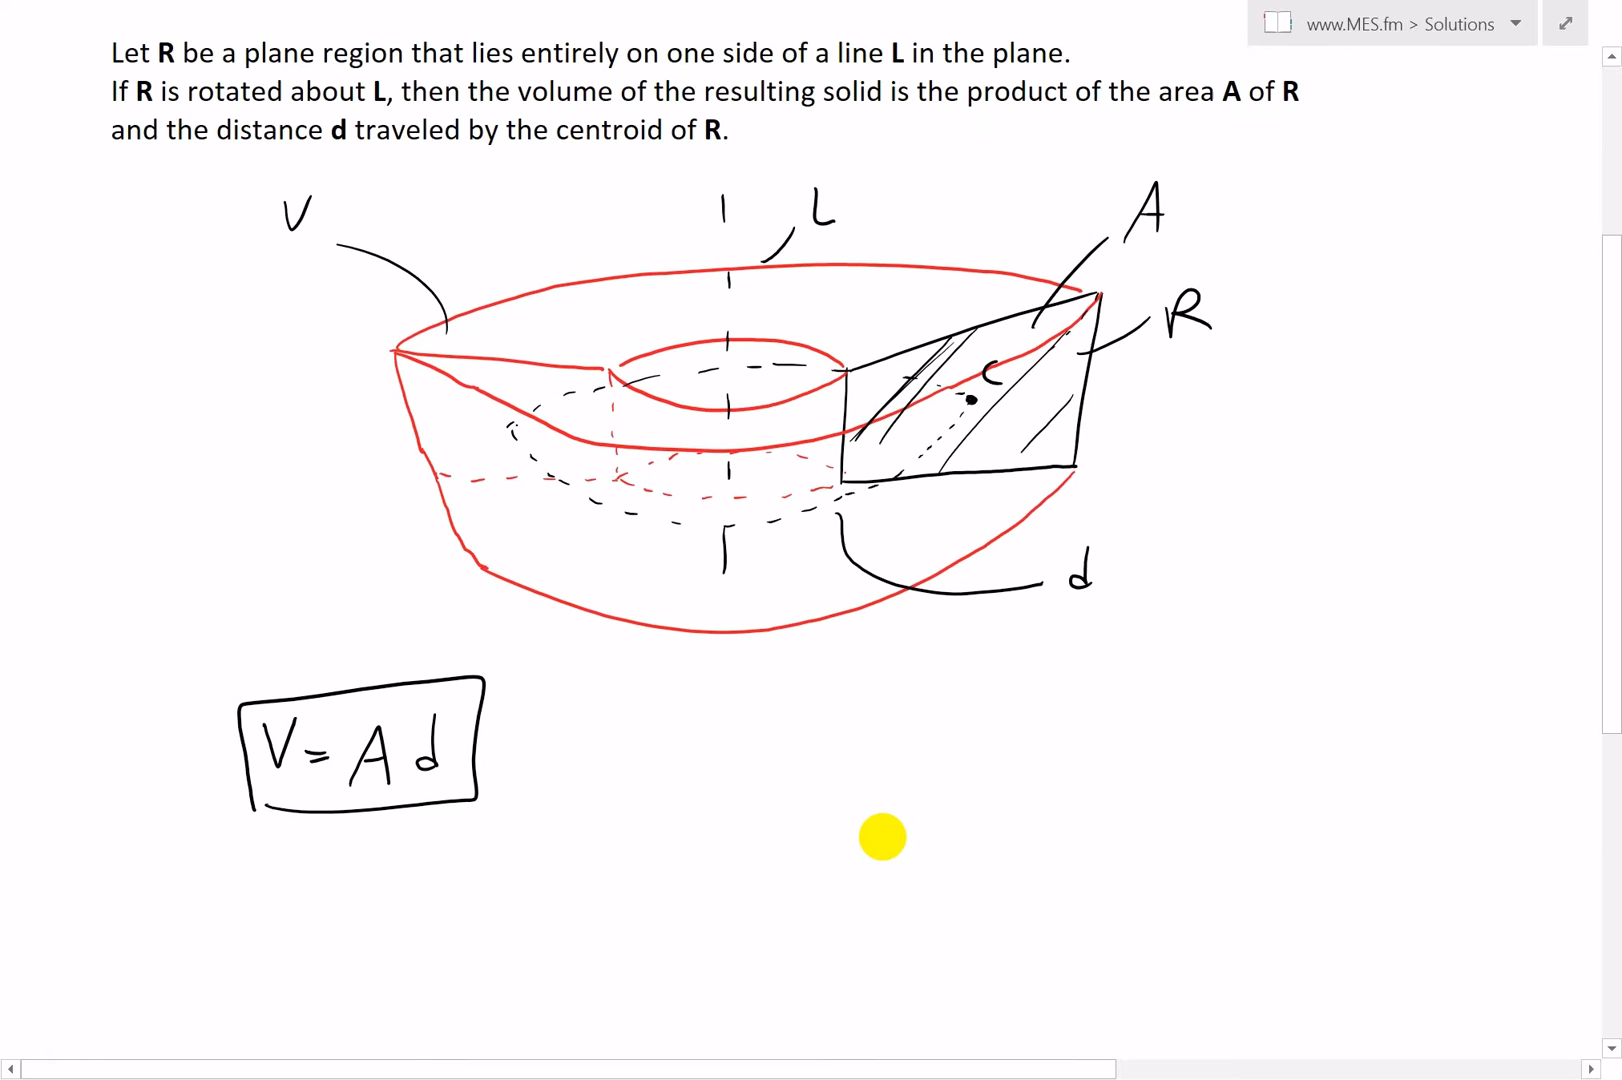 www.MES.fm > Solutions
Let R be a plane region that lies entirely on one side of a line L in the plane.
If R is rotated about L, then the volume of the resulting solid is the product of the area A of R
and the distance d traveled by the centroid of R.
V
L
A
R
C
d
V = A d